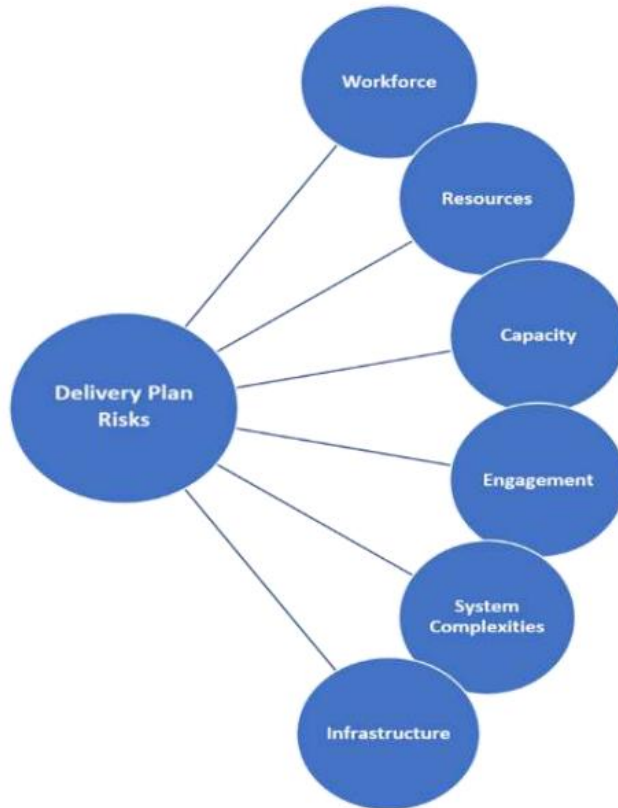 Workforce
Resources
Capacity
Delivery Plan
Risks
Engagement
System
Complexities
Infrastructure